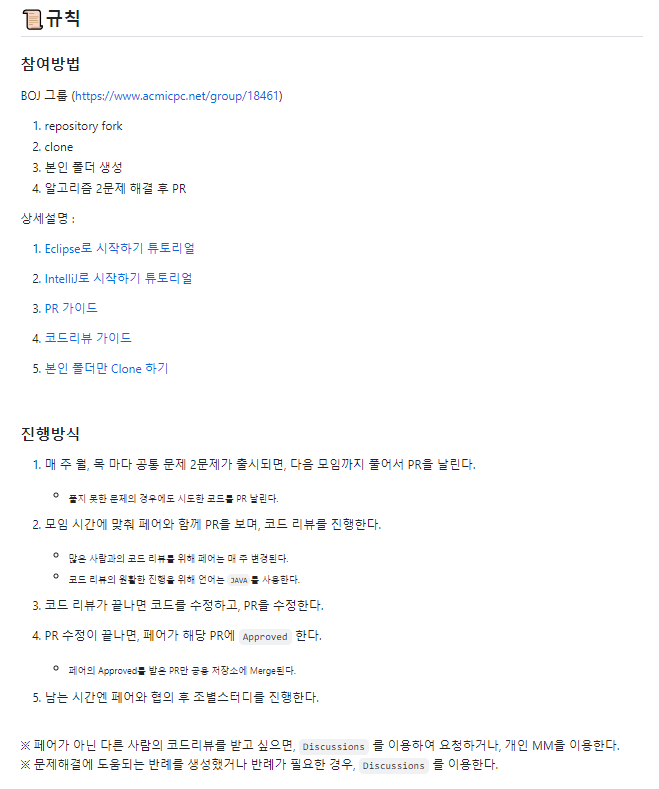 📜규칙
참여방법
BOJ 그룹 (https://www.acmicpc.net/group/18461)
1. repository fork
2. clone
3. 본인 폴더 생성
4. 알고리즘 2문제 해결 후 PR
상세설명 :
1. Eclipse로 시작하기 튜토리얼
2. IntelliJ로 시작하기 튜토리얼
3. PR 가이드
4. 코드리뷰 가이드
5. 본인 폴더만 Clone 하기
진행방식
1. 매 주 월, 목 마다 공통 문제 2문제가 출시되면, 다음 모임까지 풀어서 PR을 날린다.
풀지 못한 문제의 경우에도 시도한 코드를 PR 날린다.
2. 모임 시간에 맞춰 페어와 함께 PR을 보며, 코드 리뷰를 진행한다.
많은 사람과의 코드 리뷰를 위해 페어는 매 주 변경된다.
코드 리뷰의 원활한 진행을 위해 언어는 JAVA 를 사용한다.
3. 코드 리뷰가 끝나면 코드를 수정하고, PR을 수정한다.
4. PR 수정이 끝나면, 페어가 해당 PR에 Approved 한다.
페어의 Approved를 받은 PR만 공용 저장소에 Merge된다.
5. 남는 시간엔 페어와 협의 후 조별스터디를 진행한다.
※ 페어가 아닌 다른 사람의 코드리뷰를 받고 싶으면, Discussions 를 이용하여 요청하거나, 개인 MM을 이용한다.
※ 문제해결에 도움되는 반례를 생성했거나 반례가 필요한 경우, Discussions 를 이용한다.